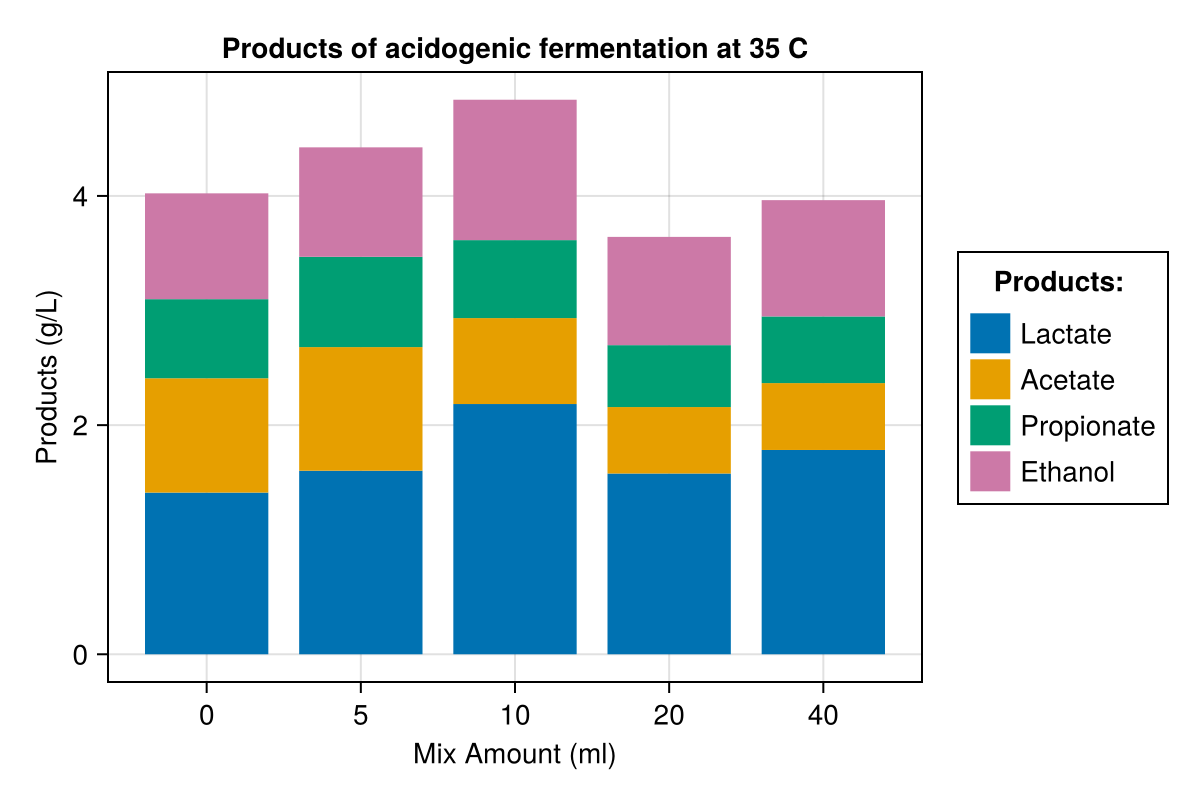 Products of acidogenic fermentation at 35 C
Products (g/L)
4
2
0
0 5 10 20 40
Mix Amount (ml)
Products:
Lactate
Acetate
Propionate
Ethanol